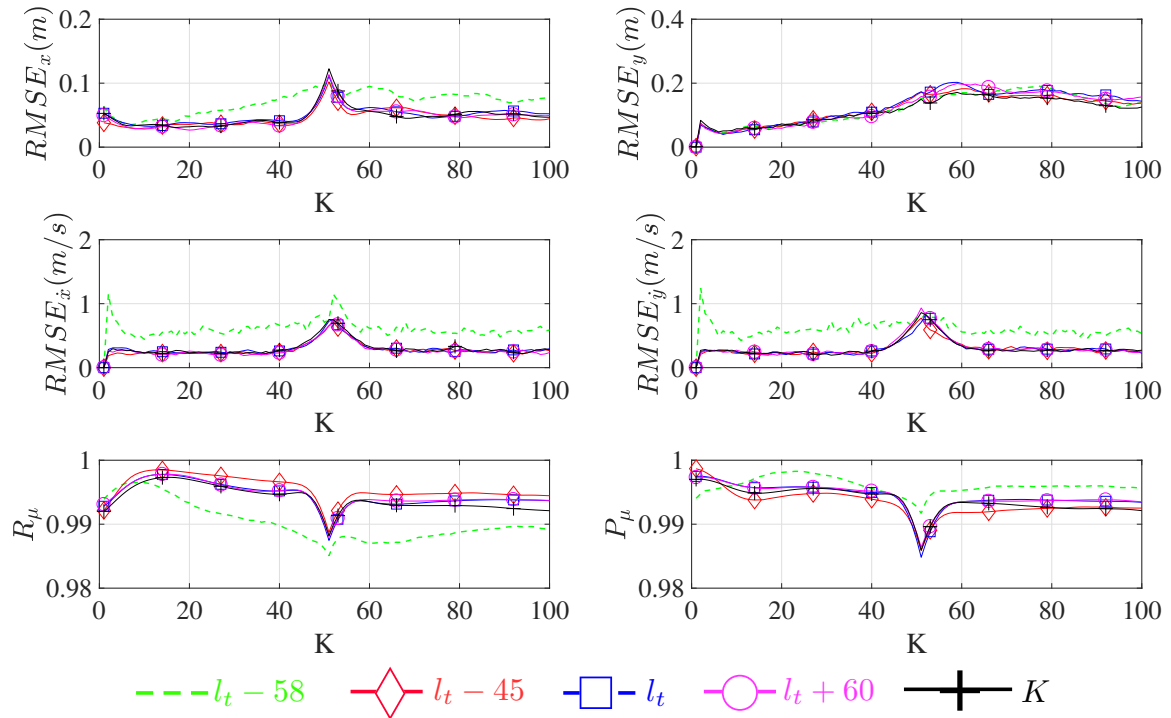 RMSE_x(m)
0.2
0.1
0
0 20 40 60 80 100
K
RMSE_y(m)
0.4
0.2
0
0 20 40 60 80 100
K
RMSE_ẋ(m/s)
2
1
0
0 20 40 60 80 100
K
RMSE_ẏ(m/s)
2
1
0
0 20 40 60 80 100
K
R_μ
1
0.99
0.98
0 20 40 60 80 100
K
P_μ
1
0.99
0.98
0 20 40 60 80 100
K
l_t − 58 l_t − 45 l_t l_t + 60 K